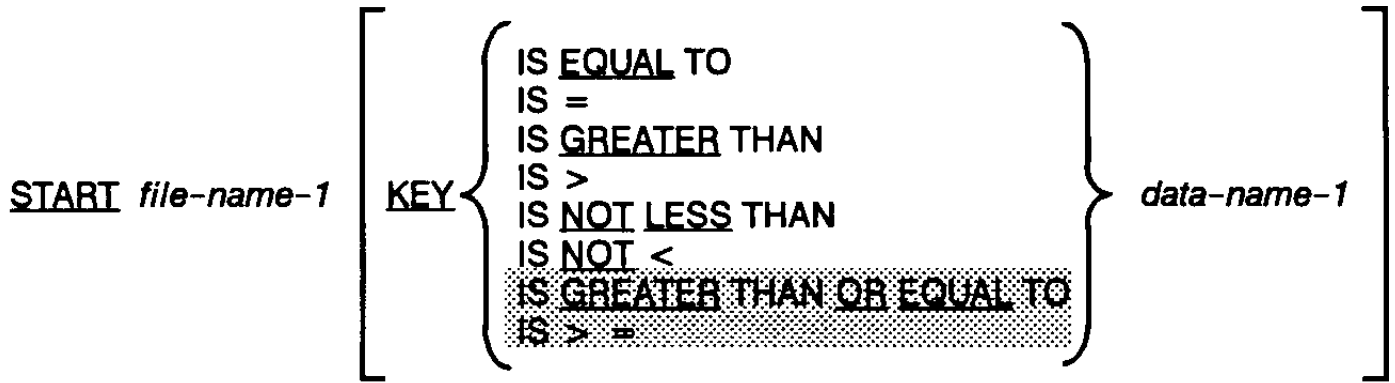 IS EQUAL TO
IS =
IS GREATER THAN
IS >
START file-name-1 KEY data-name-1
IS NOT LESS THAN
IS NOT <
IS GREATER THAN OR EQUAL TO
IS > =